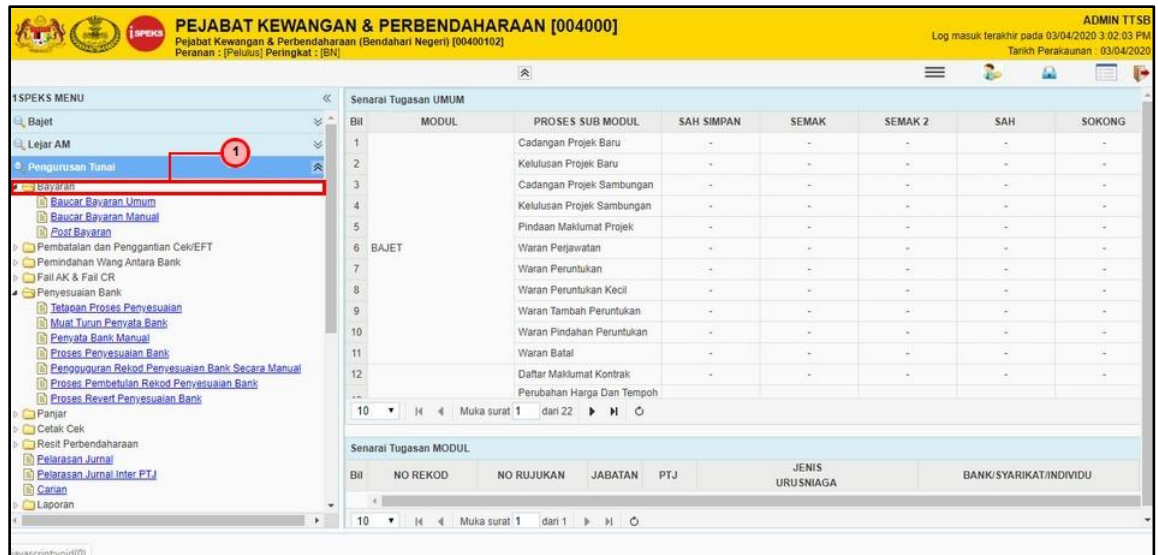 iSPEKS
PEJABAT KEWANGAN & PERBENDAHARAAN [004000]
Pejabat Kewangan & Perbendaharaan (Bendahari Negeri) [00400102]
Peranan : [Pelulus] Peringkat : [BN]
ADMIN TTSB
Log masuk terakhir pada 03/04/2020 3:02:03 PM
Tarikh Perakaunan : 03/04/2020
1SPEKS MENU
Bajet
Lejar AM
Pengurusan Tunai
1
Bayaran
Baucar Bayaran Umum
Baucar Bayaran Manual
Post Bayaran
Pembatalan dan Penggantian Cek/EFT
Pemindahan Wang Antara Bank
Fail AK & Fail CR
Penyesuaian Bank
Tetapan Proses Penyesuaian
Muat Turun Penyata Bank
Penyata Bank Manual
Proses Penyesuaian Bank
Pengguguran Rekod Penyesuaian Bank Secara Manual
Proses Pembetulan Rekod Penyesuaian Bank
Proses Revert Penyesuaian Bank
Panjar
Cetak Cek
Resit Perbendaharaan
Pelarasan Jurnal
Pelarasan Jurnal Inter PTJ
Carian
Laporan
Senarai Tugasan UMUM
Bil MODUL PROSES SUB MODUL SAH SIMPAN SEMAK SEMAK 2 SAH SOKONG
1 Cadangan Projek Baru - - - - -
2 Kelulusan Projek Baru - - - - -
3 Cadangan Projek Sambungan - - - - -
4 Kelulusan Projek Sambungan - - - - -
5 Pindaan Maklumat Projek - - - - -
6 BAJET Waran Perjawatan - - - - -
7 Waran Peruntukan - - - - -
8 Waran Peruntukan Kecil - - - - -
9 Waran Tambah Peruntukan - - - - -
10 Waran Pindahan Peruntukan - - - - -
11 Waran Batal - - - - -
12 Daftar Maklumat Kontrak - - - - -
Perubahan Harga Dan Tempoh
10 Muka surat 1 dari 22
Senarai Tugasan MODUL
Bil NO REKOD NO RUJUKAN JABATAN PTJ JENIS URUSNIAGA BANK/SYARIKAT/INDIVIDU
10 Muka surat 1 dari 1